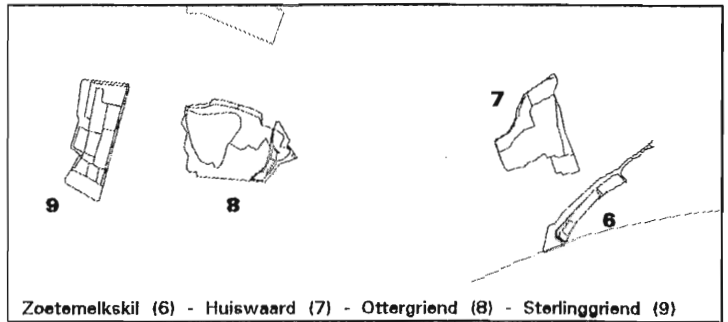 7
9
8
6
Zoetemelkskil (6) - Huiswaard (7) - Ottergriend (8) - Sterlinggriend (9)